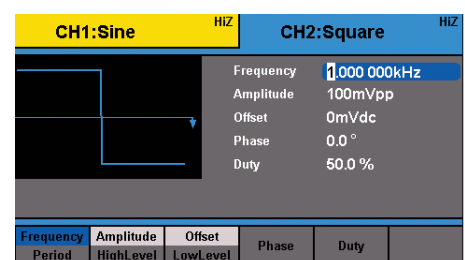 CH1:Sine HiZ CH2:Square HiZ
Frequency 1.000 000kHz
Amplitude 100mVpp
Offset 0mVdc
Phase 0.0 °
Duty 50.0 %
Frequency Amplitude Offset Phase Duty
Period HighLevel LowLevel